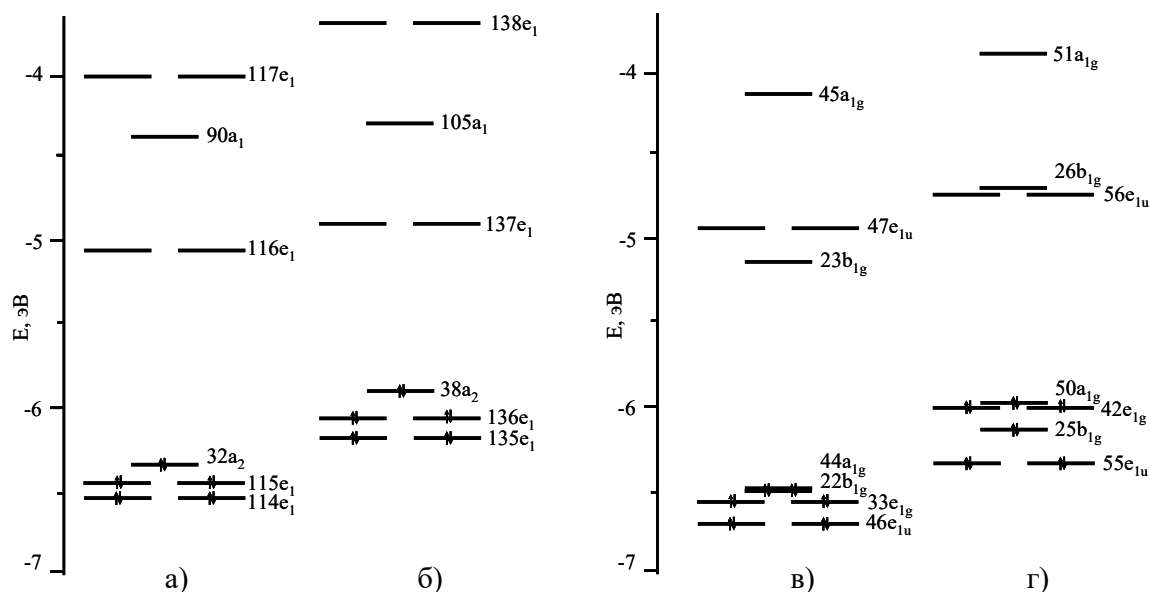 138e₁
-4
117e₁
90a₁
105a₁
-5
116e₁
137e₁
E, эВ
-6
38a₂
136e₁
135e₁
32a₂
115e₁
114e₁
-7
а)
б)
-4
51a₁g
45a₁g
26b₁g
56e₁u
-5
47e₁u
23b₁g
E, эВ
-6
50a₁g
42e₁g
25b₁g
55e₁u
44a₁g
22b₁g
33e₁g
46e₁u
-7
в)
г)